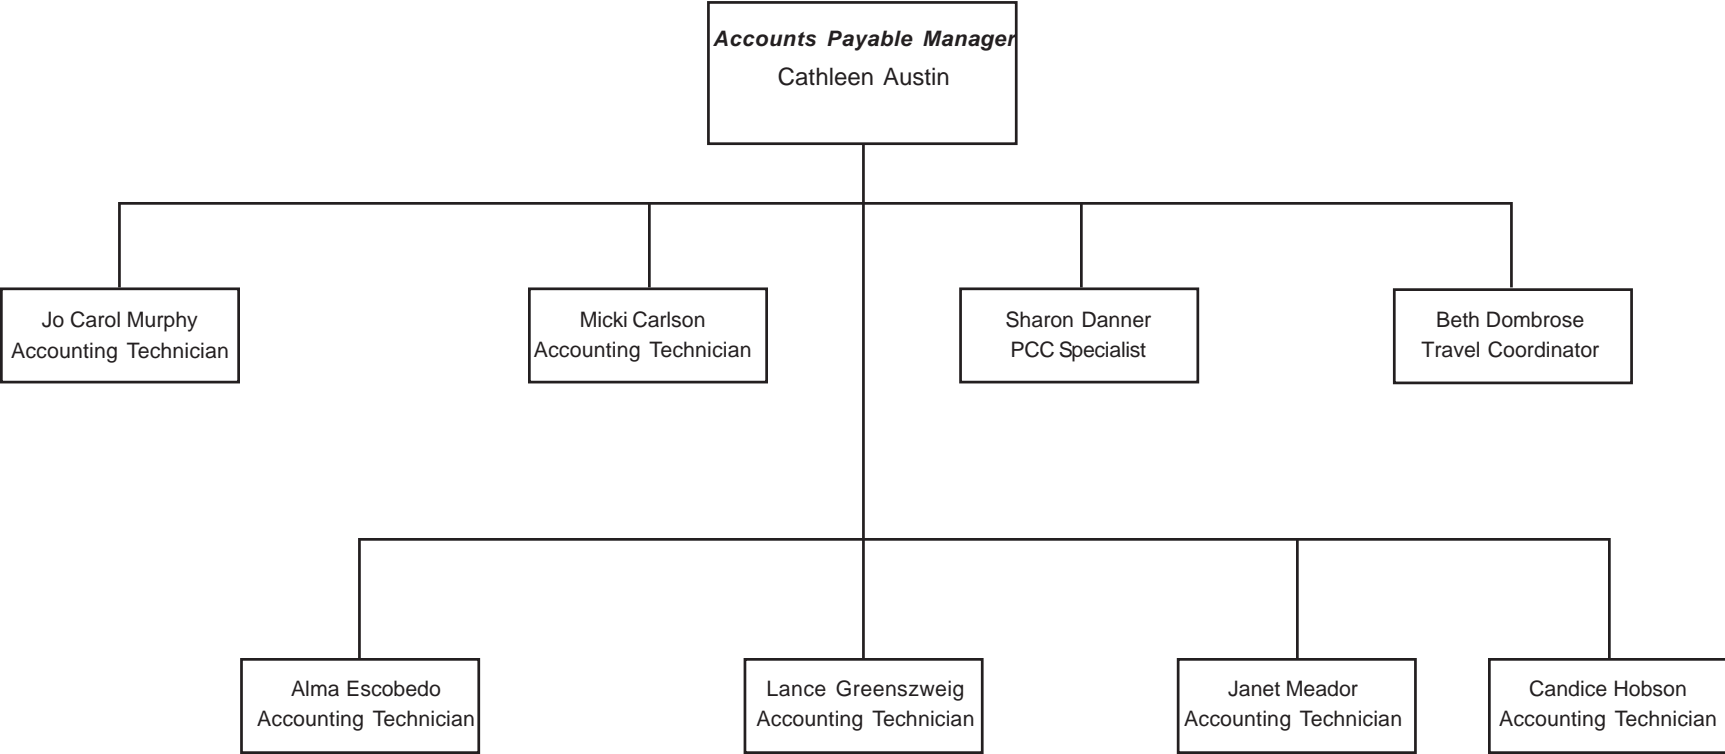 Accounts Payable Manager
Cathleen Austin
Jo Carol Murphy
Accounting Technician
Micki Carlson
Accounting Technician
Sharon Danner
PCC Specialist
Beth Dombrose
Travel Coordinator
Alma Escobedo
Accounting Technician
Lance Greenszweig
Accounting Technician
Janet Meador
Accounting Technician
Candice Hobson
Accounting Technician